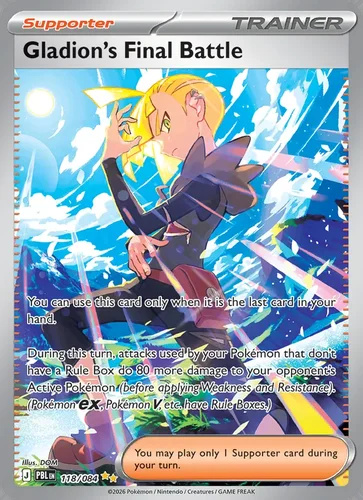 Supporter
TRAINER
Gladion's Final Battle
You can use this card only when it is the last card in your
hand.
During this turn, attacks used by your Pokémon that don't
have a Rule Box do 80 more damage to your opponent's
Active Pokémon (before applying Weakness and Resistance).
(Pokémon ex, Pokémon V, etc. have Rule Boxes.)
Illus. DOM
J PBL EN 118/084
You may play only 1 Supporter card during
your turn.
©2026 Pokémon / Nintendo / Creatures / GAME FREAK